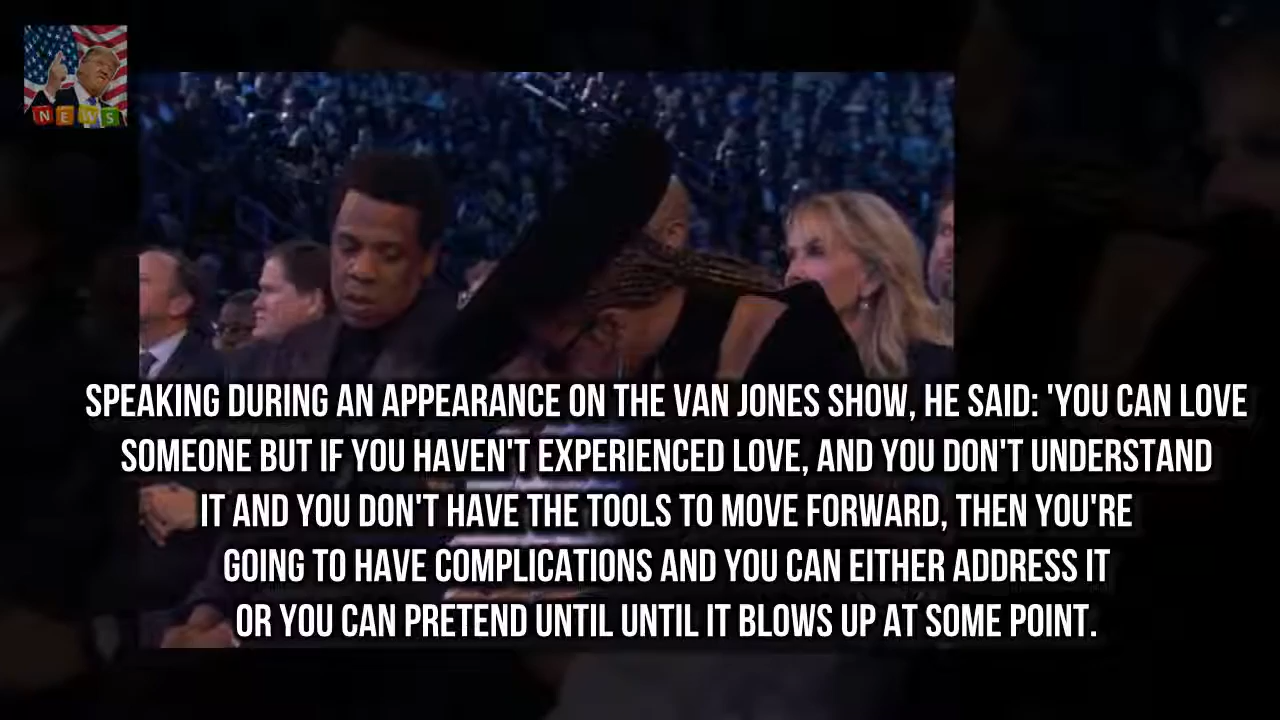 NEWS
SPEAKING DURING AN APPEARANCE ON THE VAN JONES SHOW, HE SAID: 'YOU CAN LOVE
SOMEONE BUT IF YOU HAVEN'T EXPERIENCED LOVE, AND YOU DON'T UNDERSTAND
IT AND YOU DON'T HAVE THE TOOLS TO MOVE FORWARD, THEN YOU'RE
GOING TO HAVE COMPLICATIONS AND YOU CAN EITHER ADDRESS IT
OR YOU CAN PRETEND UNTIL UNTIL IT BLOWS UP AT SOME POINT.